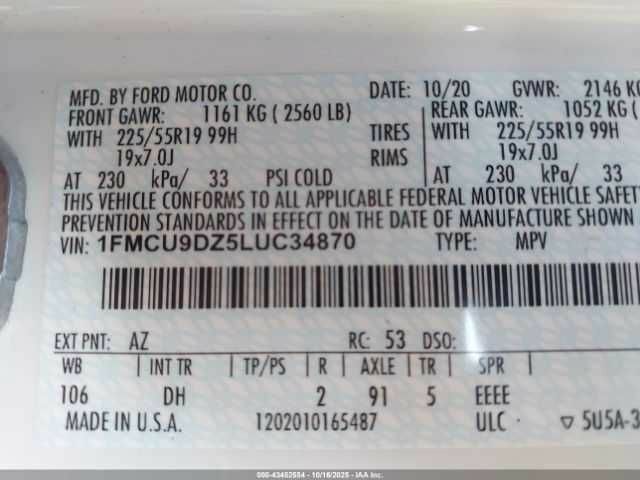 MFD. BY FORD MOTOR CO. DATE: 10/20 GVWR: 2146 KG
FRONT GAWR: 1161 KG ( 2560 LB) REAR GAWR: 1052 KG
WITH 225/55R19 99H TIRES WITH 225/55R19 99H
19x7.0J RIMS 19x7.0J
AT 230 kPa/ 33 PSI COLD AT 230 kPa/ 33
THIS VEHICLE CONFORMS TO ALL APPLICABLE FEDERAL MOTOR VEHICLE SAFETY
PREVENTION STANDARDS IN EFFECT ON THE DATE OF MANUFACTURE SHOWN
VIN: 1FMCU9DZ5LUC34870 TYPE: MPV
EXT PNT: AZ RC: 53 DSO:
WB | INT TR | TP/PS | R | AXLE | TR | SPR
106 DH 2 91 5 EEEE
MADE IN U.S.A. 1202010165487 ULC ▽ 5U5A-3
000-43452554 - 10/16/2025 - Copyright © IAA, LLC